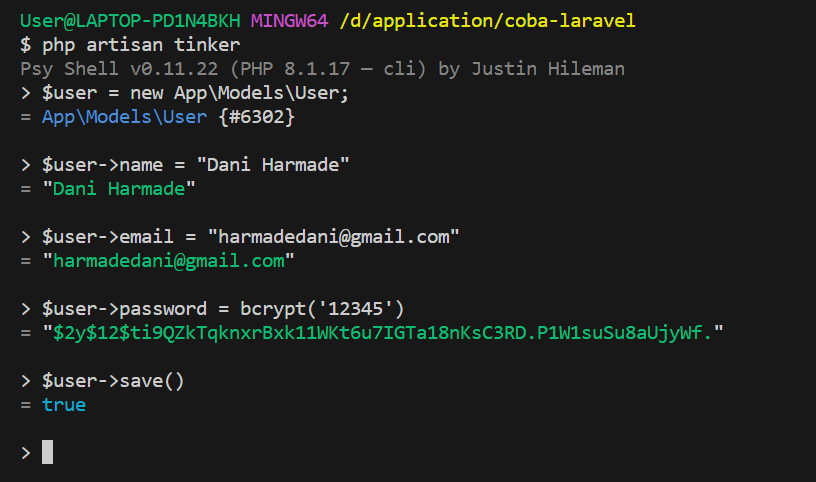 User@LAPTOP-PD1N4BKH MINGW64 /d/application/coba-laravel
$ php artisan tinker
Psy Shell v0.11.22 (PHP 8.1.17 — cli) by Justin Hileman
> $user = new App\Models\User;
= App\Models\User {#6302}
> $user->name = "Dani Harmade"
= "Dani Harmade"
> $user->email = "harmadedani@gmail.com"
= "harmadedani@gmail.com"
> $user->password = bcrypt('12345')
= "$2y$12$ti9QZkTqknxrBxk11WKt6u7IGTa18nKsC3RD.P1W1suSu8aUjyWf."
> $user->save()
= true
>